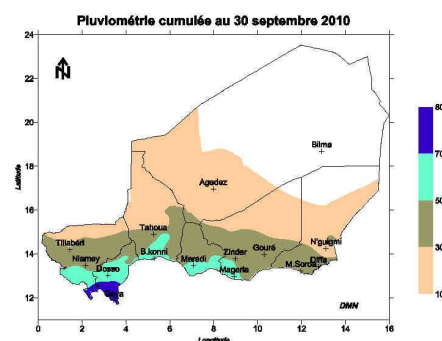 Pluviométrie cumulée au 30 septembre 2010
24
22
20
18
16
14
12
Latitude
N
Bilma
Agadez
Tahoua
Tillabéri
N'guigmi
B.konni
Zinder
Gouré
Niamey
Maradi
Diffa
M.Soroa
Dosso
Magaria
Gaya
DMN
0
2
4
6
8
10
12
14
16
Longitude
80
70
50
30
10